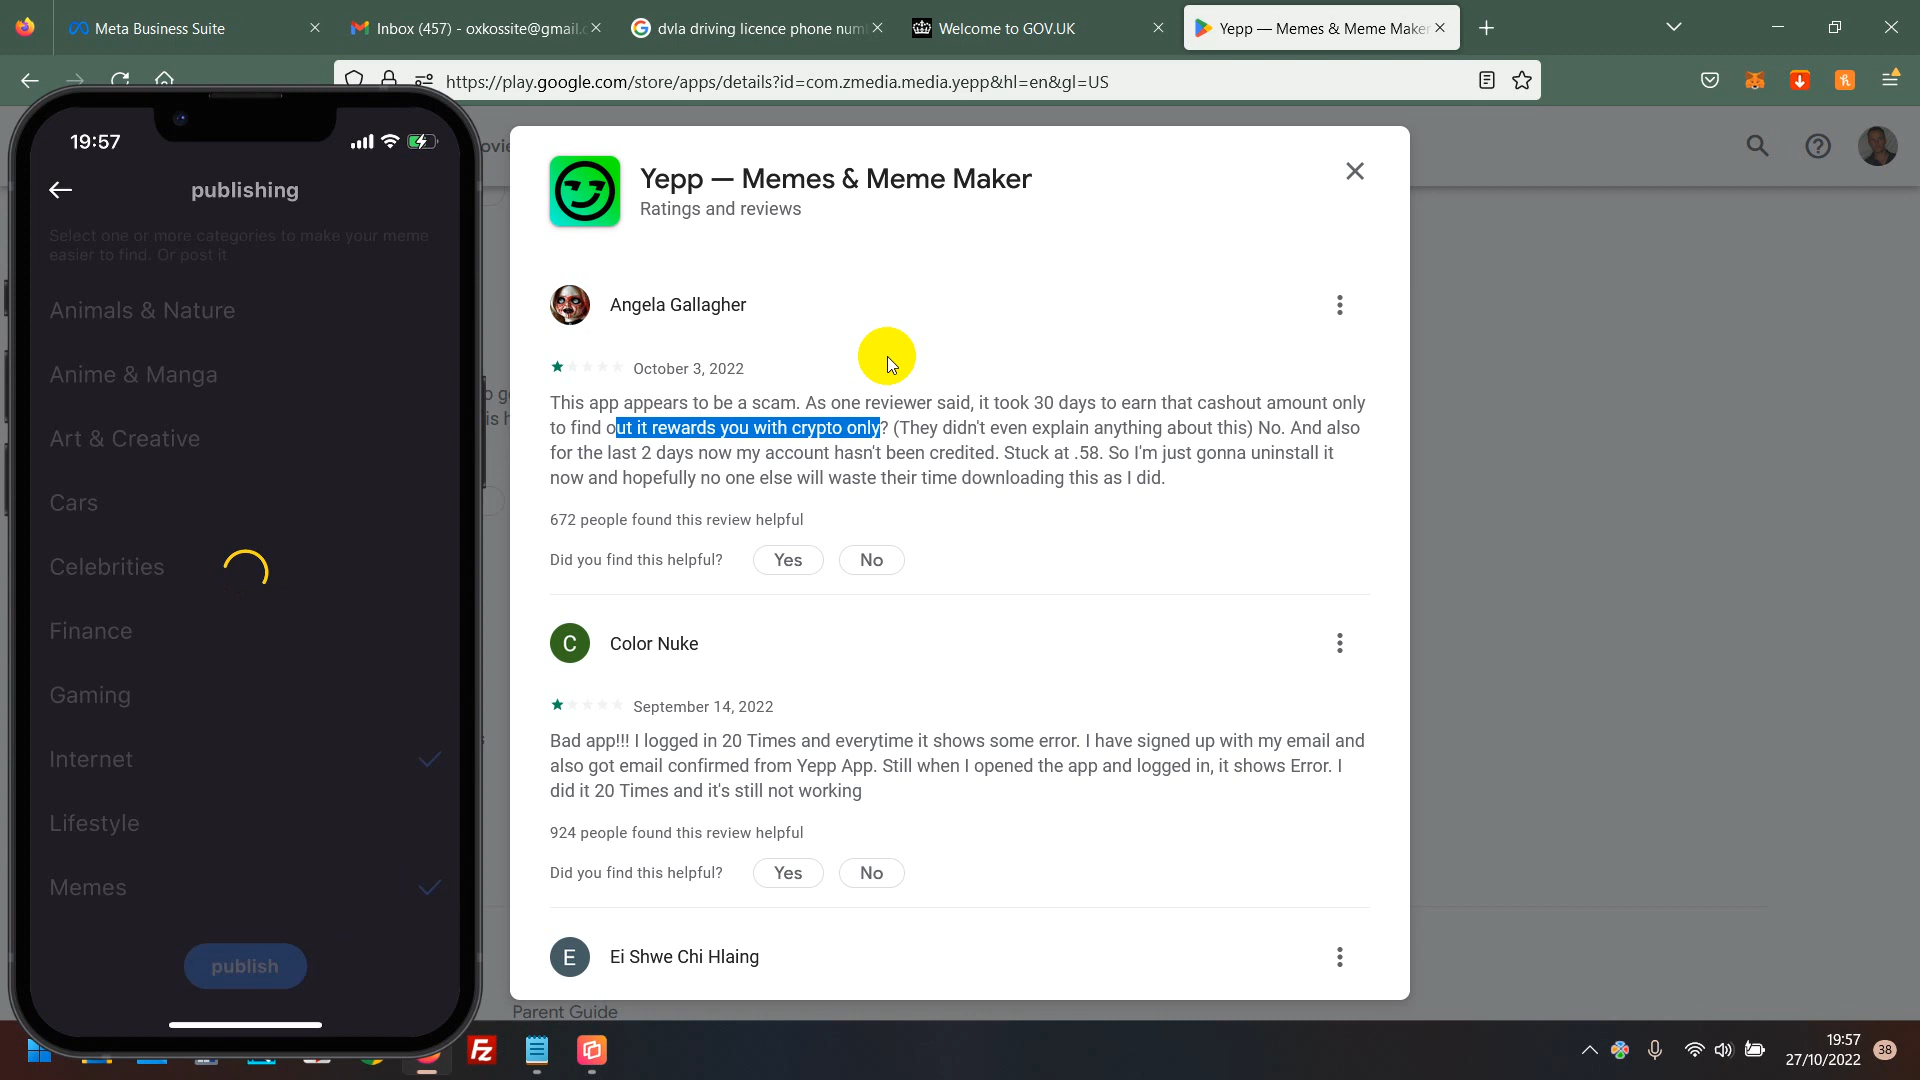 Meta Business Suite
Inbox (457) - oxkossite@gmail.c
dvla driving licence phone num
Welcome to GOV.UK
Yepp — Memes & Meme Maker
https://play.google.com/store/apps/details?id=com.zmedia.media.yepp&hl=en&gl=US
19:57
publishing
Select one or more categories to make your meme
easier to find. Or post it
Animals & Nature
Anime & Manga
Art & Creative
Cars
Celebrities
Finance
Gaming
Internet
Lifestyle
Memes
publish
Yepp — Memes & Meme Maker
Ratings and reviews
Angela Gallagher
October 3, 2022
This app appears to be a scam. As one reviewer said, it took 30 days to earn that cashout amount only
to find out it rewards you with crypto only? (They didn't even explain anything about this) No. And also
for the last 2 days now my account hasn't been credited. Stuck at .58. So I'm just gonna uninstall it
now and hopefully no one else will waste their time downloading this as I did.
672 people found this review helpful
Did you find this helpful?
Yes
No
C
Color Nuke
September 14, 2022
Bad app!!! I logged in 20 Times and everytime it shows some error. I have signed up with my email and
also got email confirmed from Yepp App. Still when I opened the app and logged in, it shows Error. I
did it 20 Times and it's still not working
924 people found this review helpful
Did you find this helpful?
Yes
No
E
Ei Shwe Chi Hlaing
Parent Guide
Fz
19:57
27/10/2022
38